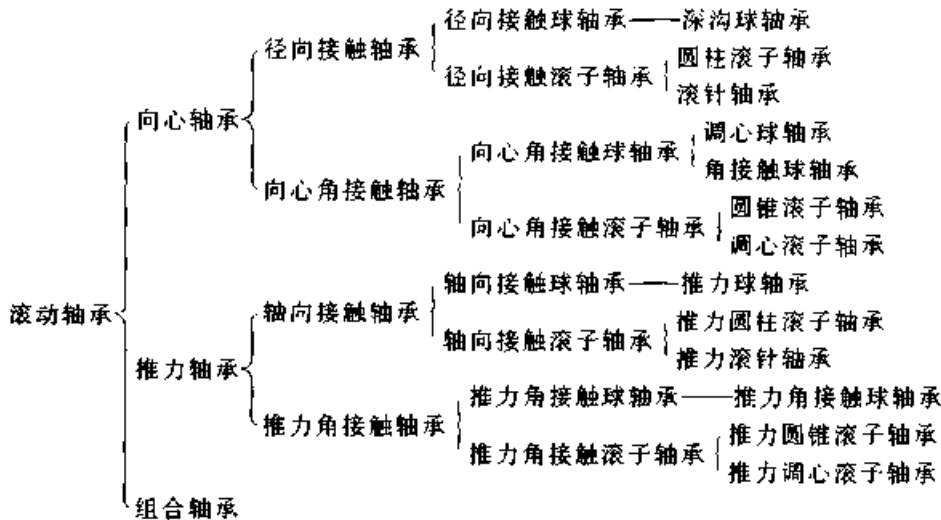 径向接触球轴承——深沟球轴承
径向接触轴承
径向接触滚子轴承
圆柱滚子轴承
滚针轴承
向心轴承
向心角接触球轴承
调心球轴承
角接触球轴承
向心角接触轴承
向心角接触滚子轴承
圆锥滚子轴承
调心滚子轴承
滚动轴承
轴向接触球轴承——推力球轴承
轴向接触轴承
轴向接触滚子轴承
推力圆柱滚子轴承
推力滚针轴承
推力轴承
推力角接触球轴承——推力角接触球轴承
推力角接触轴承
推力角接触滚子轴承
推力圆锥滚子轴承
推力调心滚子轴承
组合轴承